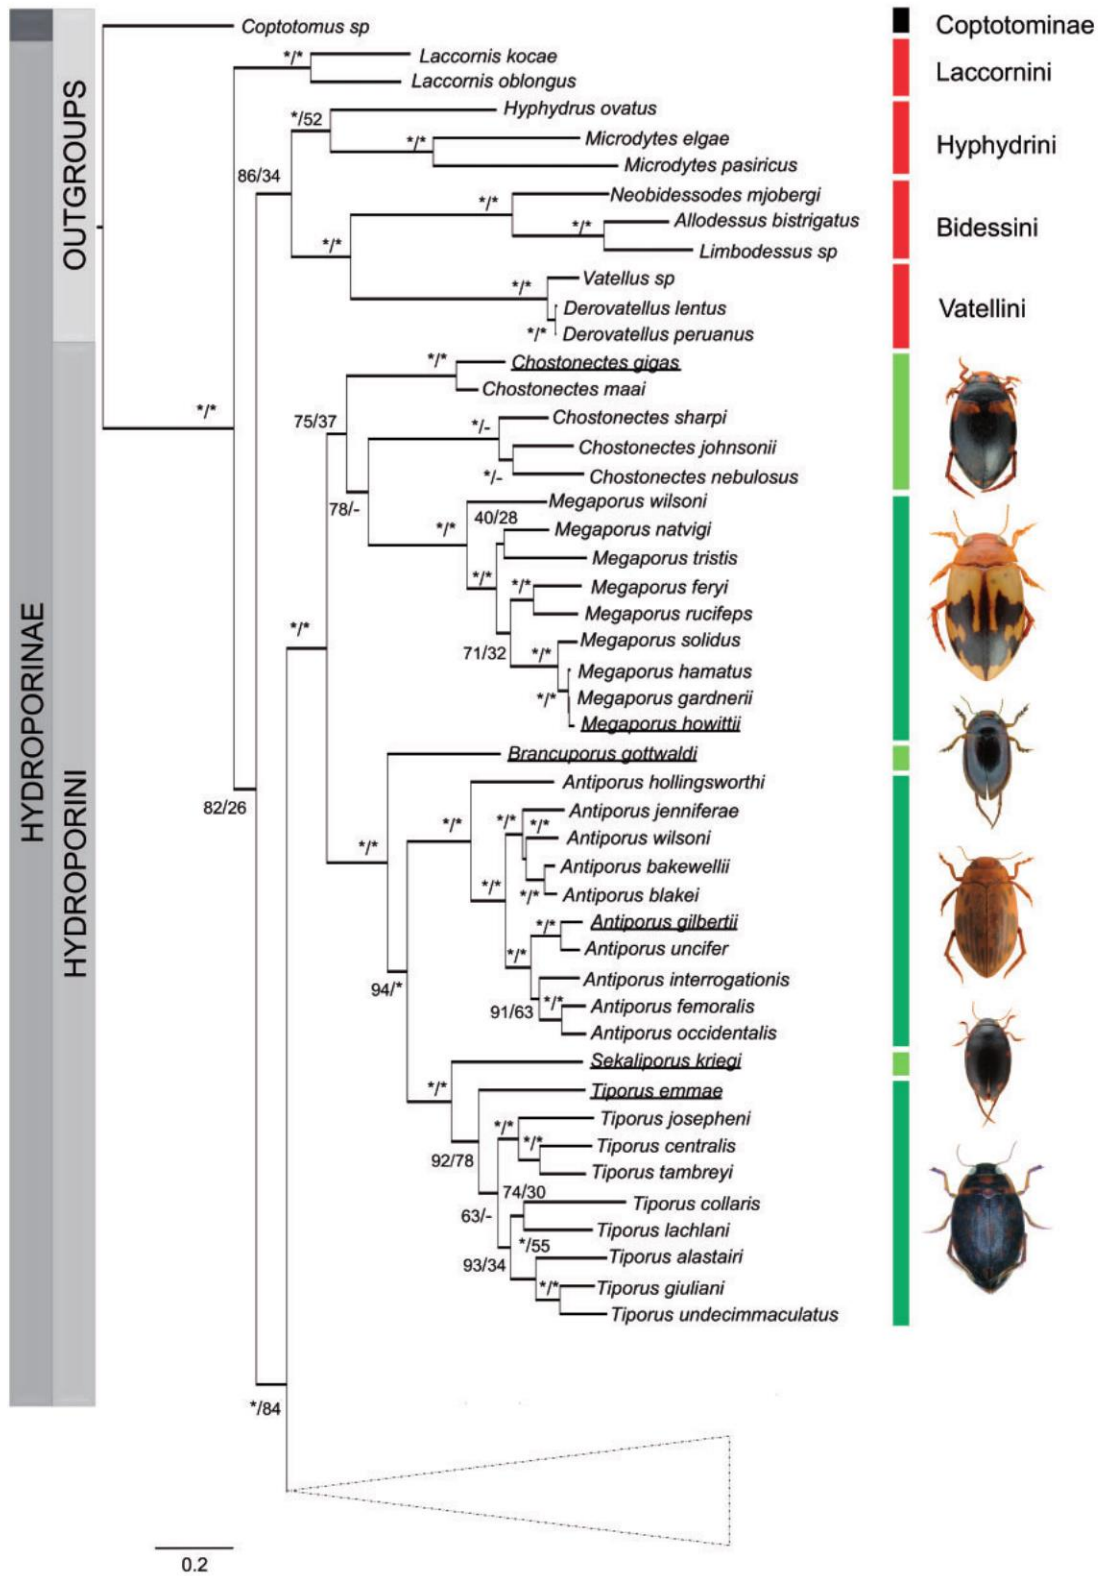 Coptotomus sp
Coptotominae
Laccornis kocae
*/*
Laccornis oblongus
Laccornini
OUTGROUPS
Hyphydrus ovatus
*/52
Microdytes elgae
*/*
Microdytes pasiricus
Hyphydrini
86/34
Neobidessodes mjobergi
*/*
Allodessus bistrigatus
*/*
Limbodessus sp
Bidessini
*/*
Vatellus sp
*/*
Derovatellus lentus
Derovatellus peruanus
*/*
Vatellini
Chostonectes gigas
*/*
Chostonectes maai
*/*
75/37
Chostonectes sharpi
*/-
Chostonectes johnsonii
Chostonectes nebulosus
*/-
78/-
Megaporus wilsoni
*/*
40/28
Megaporus natvigi
Megaporus tristis
*/*
Megaporus feryi
*/*
Megaporus rucifeps
Megaporus solidus
71/32
*/*
Megaporus hamatus
Megaporus gardnerii
*/*
Megaporus howittii
*/*
HYDROPORINAE
HYDROPORINI
Brancuporus gottwaldi
82/26
*/*
Antiporus hollingsworthi
*/*
Antiporus jenniferae
*/*
*/*
Antiporus wilsoni
Antiporus bakewellii
*/*
Antiporus blakei
*/*
Antiporus gilbertii
*/*
Antiporus uncifer
*/*
Antiporus interrogationis
94/*
91/63
*/*
Antiporus femoralis
Antiporus occidentalis
Sekaliporus kriegi
*/*
Tiporus emmae
Tiporus josepheni
*/*
Tiporus centralis
*/*
92/78
Tiporus tambreyi
74/30
Tiporus collaris
63/-
Tiporus lachlani
*/55
Tiporus alastairi
93/34
Tiporus giuliani
*/*
Tiporus undecimmaculatus
*/84
0.2